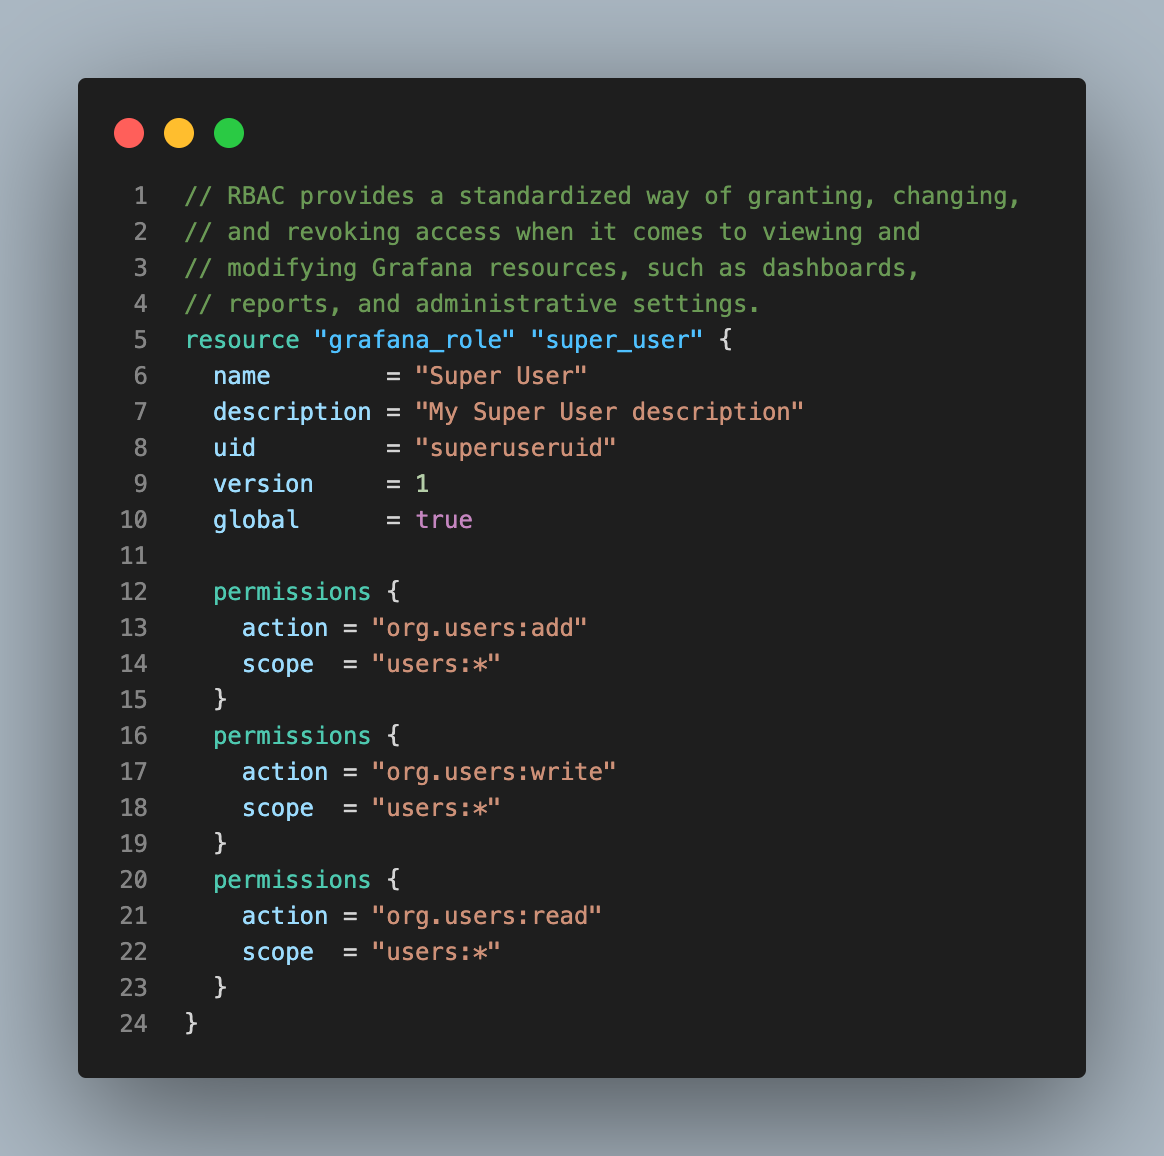 1 // RBAC provides a standardized way of granting, changing,
2 // and revoking access when it comes to viewing and
3 // modifying Grafana resources, such as dashboards,
4 // reports, and administrative settings.
5 resource "grafana_role" "super_user" {
6   name        = "Super User"
7   description = "My Super User description"
8   uid         = "superuseruid"
9   version     = 1
10   global      = true
11
12   permissions {
13     action = "org.users:add"
14     scope  = "users:*"
15   }
16   permissions {
17     action = "org.users:write"
18     scope  = "users:*"
19   }
20   permissions {
21     action = "org.users:read"
22     scope  = "users:*"
23   }
24 }